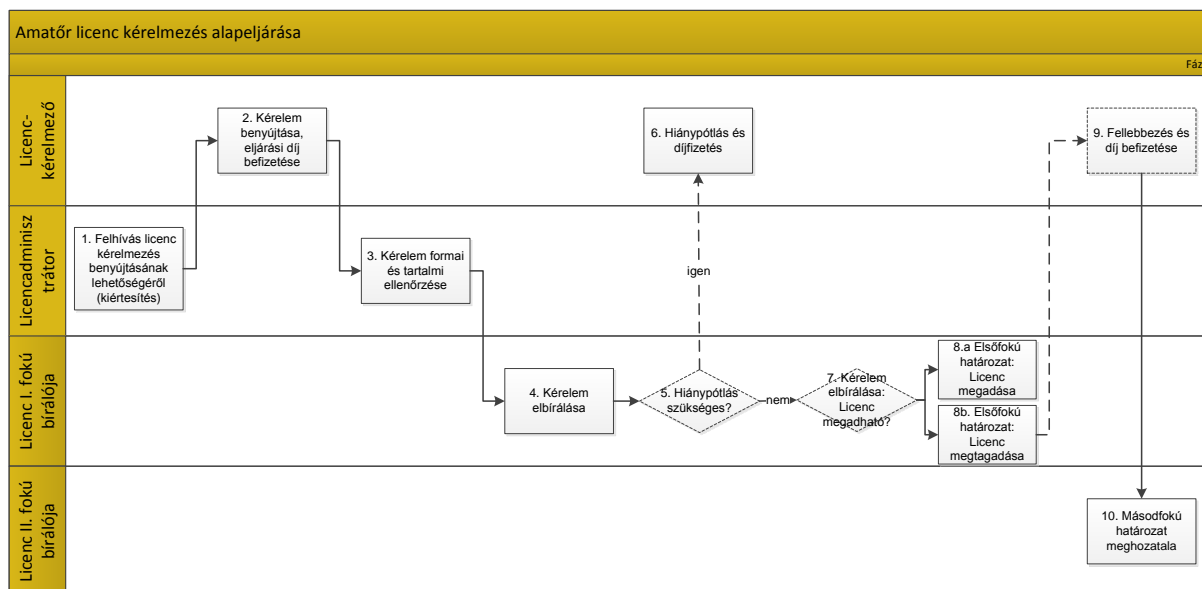 Amatőr licenc kérelmezés alapeljárása
Fáz
Licenc-
kérelmező
2. Kérelem
benyújtása,
eljárási díj
befizetése
6. Hiánypótlás és
díjfizetés
9. Fellebbezés és
díj befizetése
Licencadminisz
trátor
1. Felhívás licenc
kérelmezés
benyújtásának
lehetőségéről
(kiértesítés)
3. Kérelem formai
és tartalmi
ellenőrzése
igen
Licenc I. fokú
bírálója
4. Kérelem
elbírálása
5. Hiánypótlás
szükséges?
nem
7. Kérelem
elbírálása:
Licenc
megadható?
8.a Elsőfokú
határozat:
Licenc
megadása
8b. Elsőfokú
határozat:
Licenc
megtagadása
Licenc II. fokú
bírálója
10. Másodfokú
határozat
meghozatala